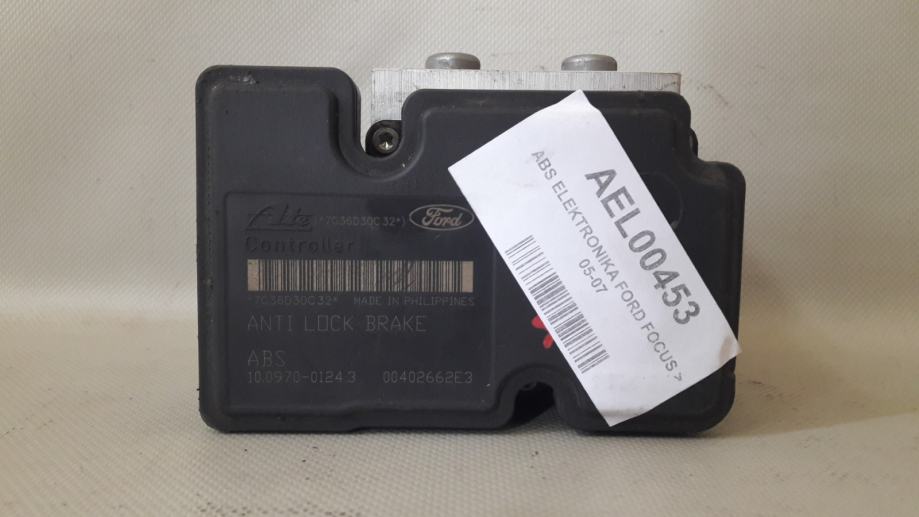 Ate (*7G36D30C32*) Ford
Controller
*7G36D30C32* MADE IN PHILIPPINES
ANTI LOCK BRAKE
ABS
10.0970-0124.3 00402662E3
AEL00453
ABS ELEKTRONIKA FORD FOCUS >
05-07